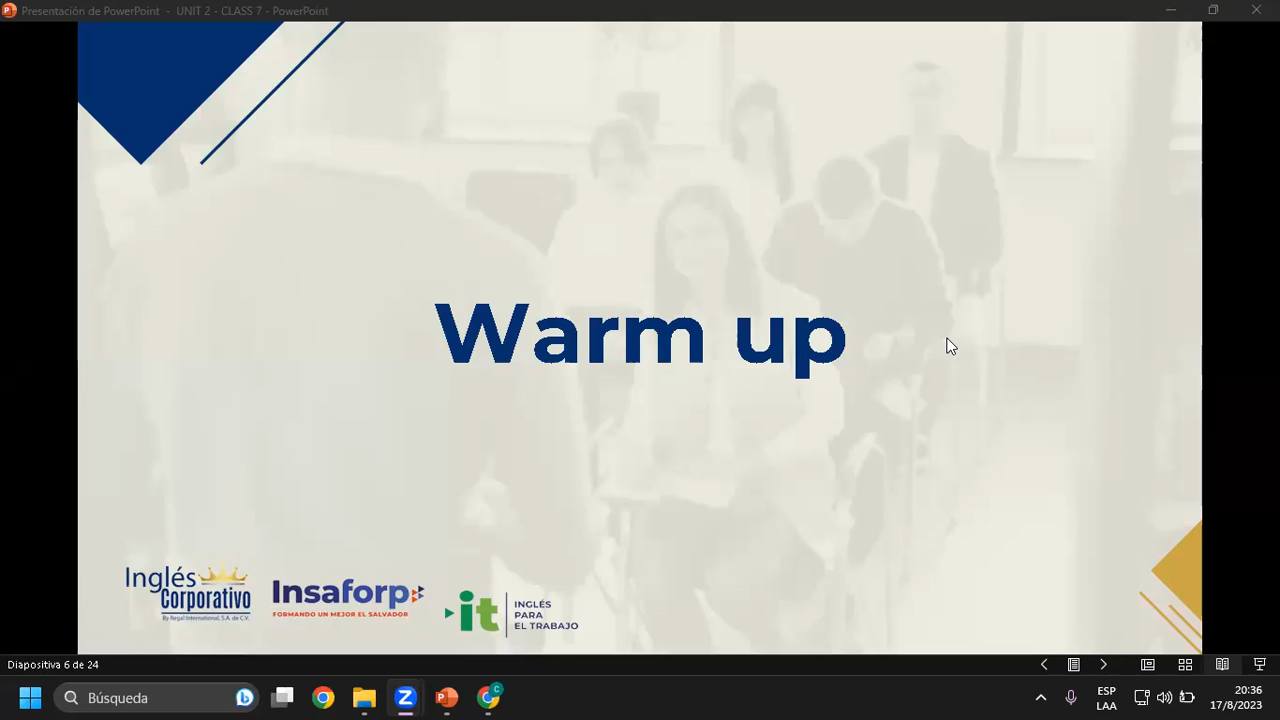 Presentación de PowerPoint - UNIT 2 - CLASS 7 - PowerPoint
Warm up
Inglés
Corporativo
By Regal International, S.A. de C.V.
Insaforp
FORMANDO UN MEJOR EL SALVADOR
it
INGLÉS
PARA
EL TRABAJO
Diapositiva 6 de 24
Búsqueda
ESP
LAA
20:36
17/8/2023